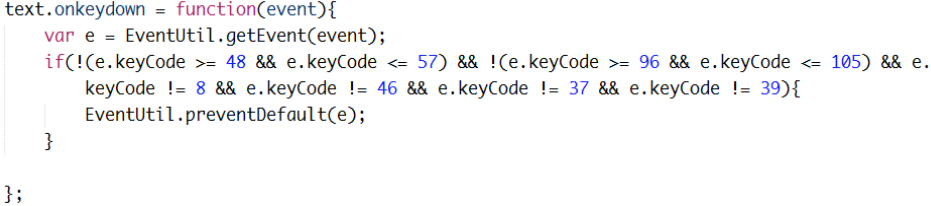 text.onkeydown = function(event){
    var e = EventUtil.getEvent(event);
    if(!(e.keyCode >= 48 && e.keyCode <= 57) && !(e.keyCode >= 96 && e.keyCode <= 105) && e.
        keyCode != 8 && e.keyCode != 46 && e.keyCode != 37 && e.keyCode != 39){
        EventUtil.preventDefault(e);
    }
};